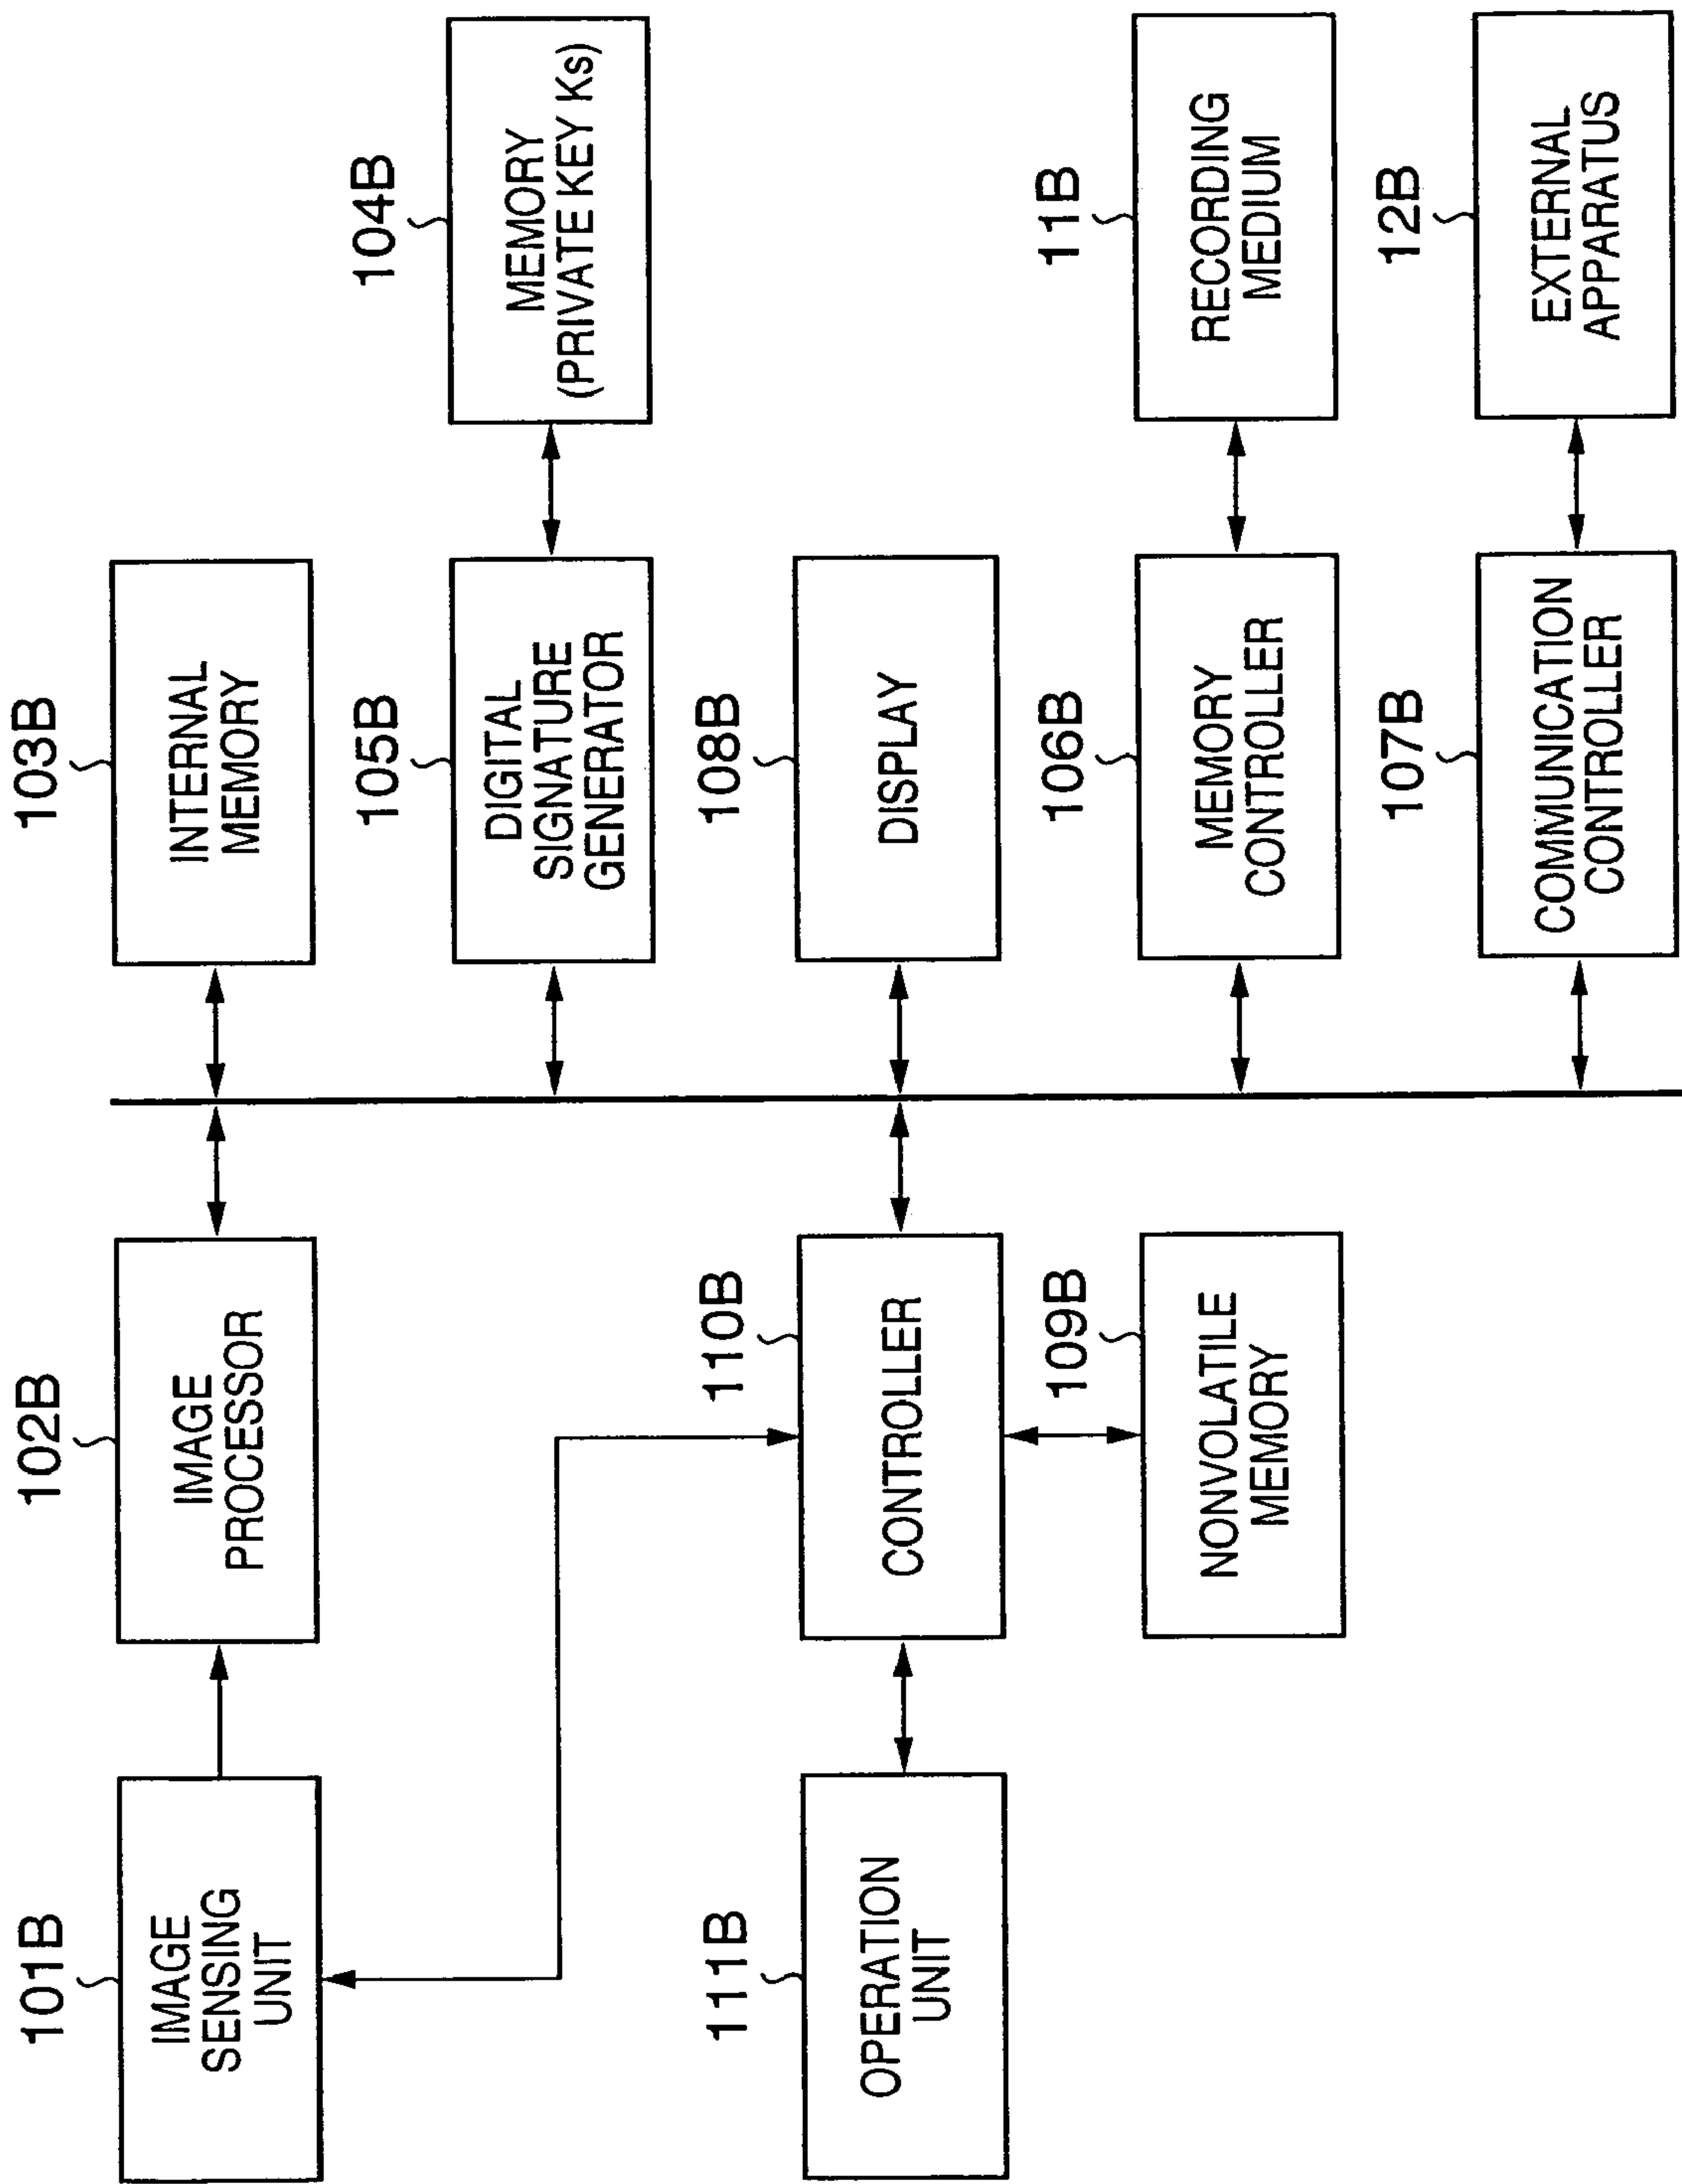 101B
IMAGE
SENSING
UNIT
102B
IMAGE
PROCESSOR
103B
INTERNAL
MEMORY
105B
DIGITAL
SIGNATURE
GENERATOR
104B
MEMORY
(PRIVATE KEY Ks)
111B
OPERATION
UNIT
110B
CONTROLLER
108B
DISPLAY
109B
NONVOLATILE
MEMORY
106B
MEMORY
CONTROLLER
11B
RECORDING
MEDIUM
107B
COMMUNICATION
CONTROLLER
12B
EXTERNAL
APPARATUS